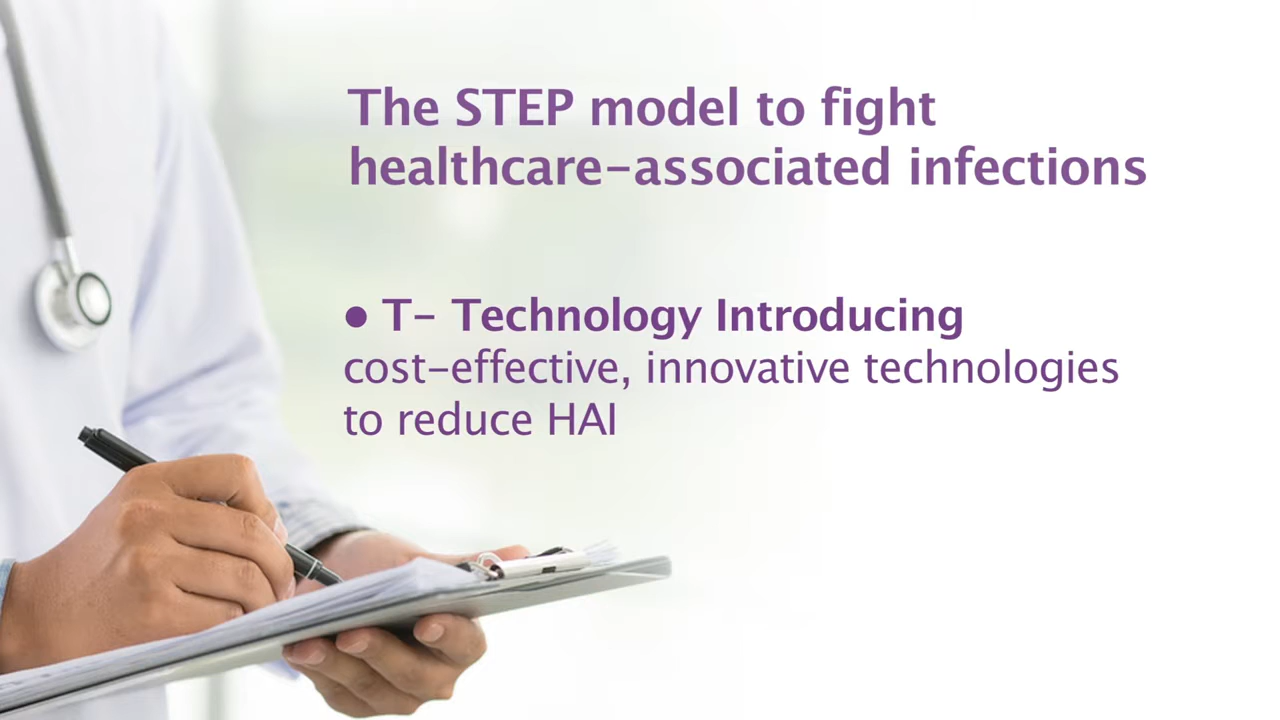 The STEP model to fight
healthcare-associated infections
● T- Technology Introducing
cost-effective, innovative technologies
to reduce HAI